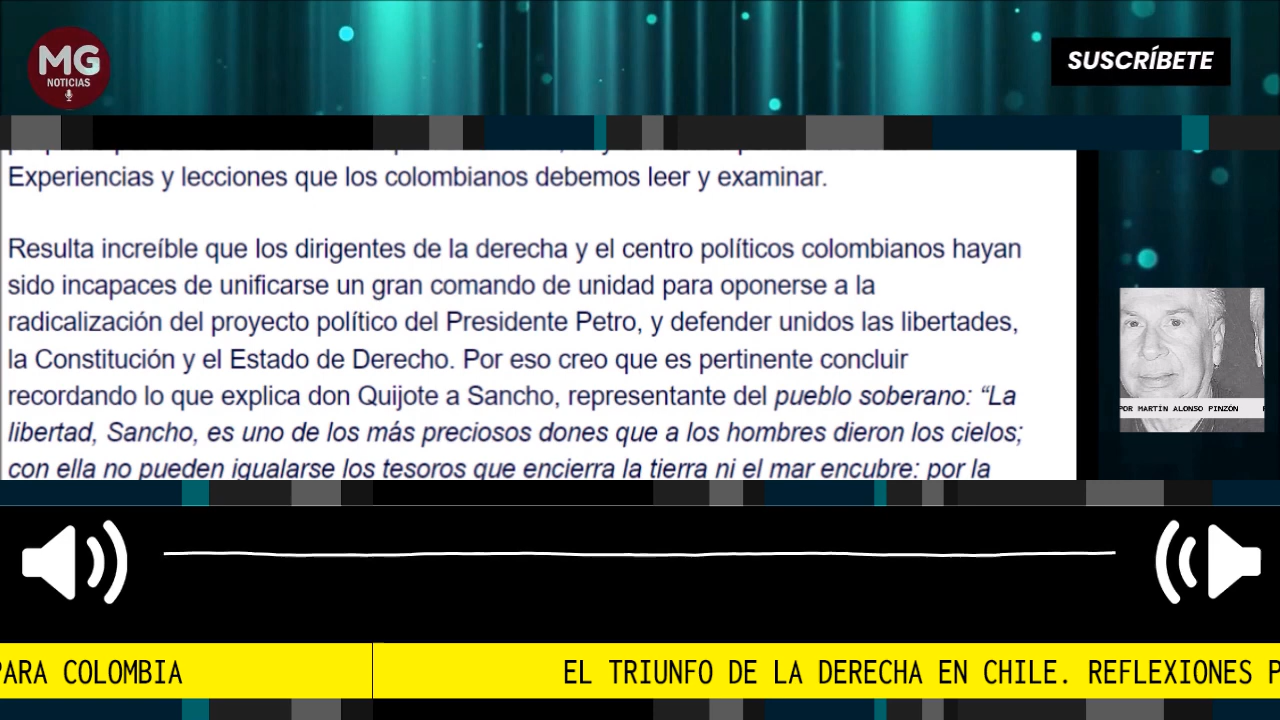 MG
NOTICIAS
SUSCRÍBETE
Experiencias y lecciones que los colombianos debemos leer y examinar.
Resulta increíble que los dirigentes de la derecha y el centro políticos colombianos hayan
sido incapaces de unificarse un gran comando de unidad para oponerse a la
radicalización del proyecto político del Presidente Petro, y defender unidos las libertades,
la Constitución y el Estado de Derecho. Por eso creo que es pertinente concluir
recordando lo que explica don Quijote a Sancho, representante del pueblo soberano: “La
libertad, Sancho, es uno de los más preciosos dones que a los hombres dieron los cielos;
con ella no pueden igualarse los tesoros que encierra la tierra ni el mar encubre: por la
POR MARTÍN ALONSO PINZÓN
PARA COLOMBIA
EL TRIUNFO DE LA DERECHA EN CHILE. REFLEXIONES P